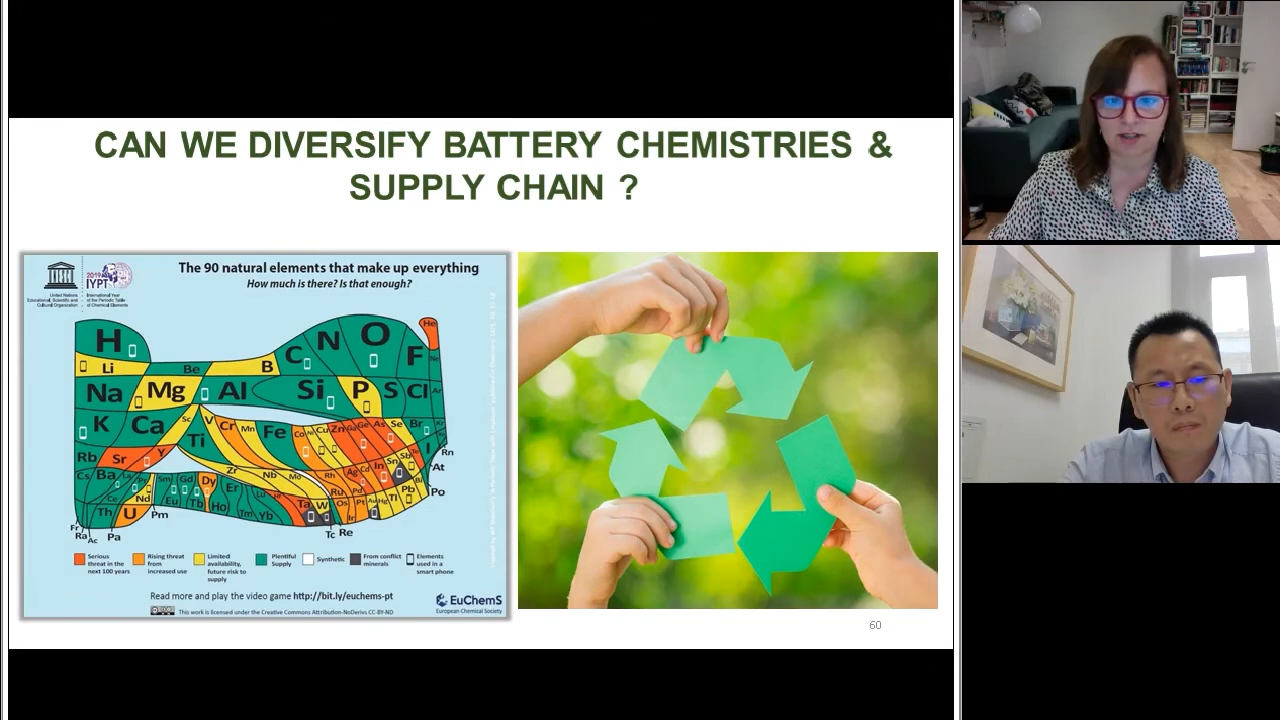 CAN WE DIVERSIFY BATTERY CHEMISTRIES &
SUPPLY CHAIN ?
United Nations
Educational, Scientific and
Cultural Organization
2019
IYPT
International Year
of the Periodic Table
of Chemical Elements
The 90 natural elements that make up everything
How much is there? Is that enough?
H
He
Li Be B C N O F Ne
Na Mg Al Si P S Cl Ar
K Ca Sc Ti V Cr Mn Fe Co Ni Cu Zn Ga Ge As Se Br Kr
Rb Sr Y Zr Nb Mo Rh Ag Cd In Sn Sb Te I
Ru Pd
Cs Ba La Hf Ta W Os Ir Pt Au Hg Tl Pb Bi
Po At Rn
Ce Pr Nd Sm Eu Gd Tb Dy Ho Er Tm Yb Lu
Th U Pm
Fr Ra Ac Pa
Tc Re
Serious
threat in the
next 100 years
Rising threat
from
increased use
Limited
availability,
future risk to
supply
Plentiful
Supply
Synthetic
From conflict
minerals
Elements
used in a
smart phone
Read more and play the video game http://bit.ly/euchems-pt
EuChemS
European Chemical Society
This work is licensed under the Creative Commons Attribution-NoDerivs CC-BY-ND
60